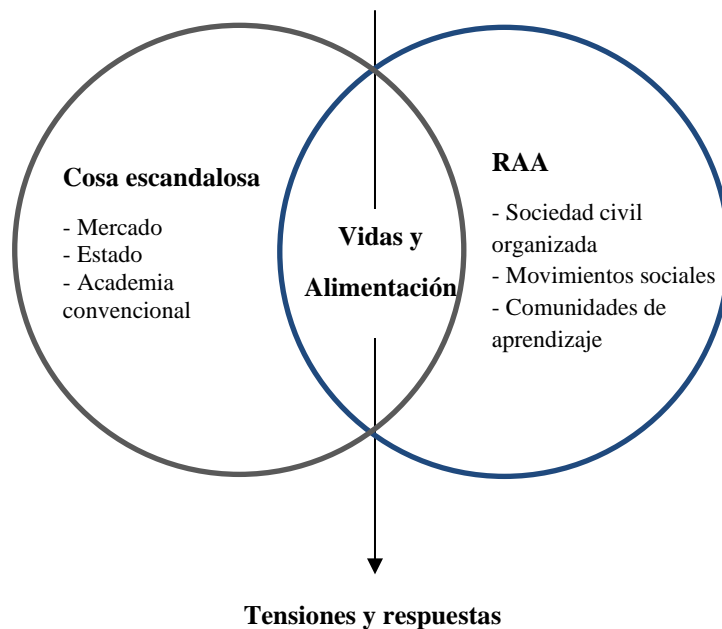 Cosa escandalosa
- Mercado
- Estado
- Academia
convencional
Vidas y
Alimentación
RAA
- Sociedad civil
organizada
- Movimientos sociales
- Comunidades de
aprendizaje
Tensiones y respuestas